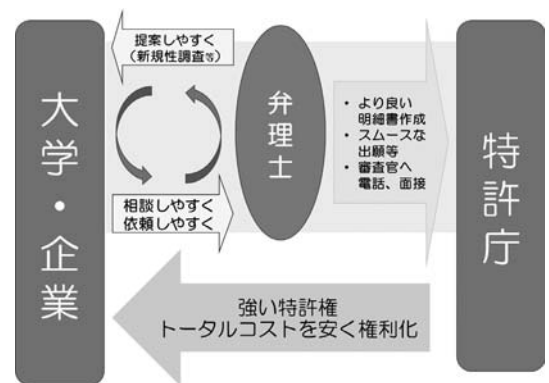 大学・企業
提案しやすく
(新規性調査等)
相談しやすく
依頼しやすく
弁理士
・ より良い
明細書作成
・ スムースな
出願等
・ 審査官へ
電話、面接
特許庁
強い特許権
トータルコストを安く権利化